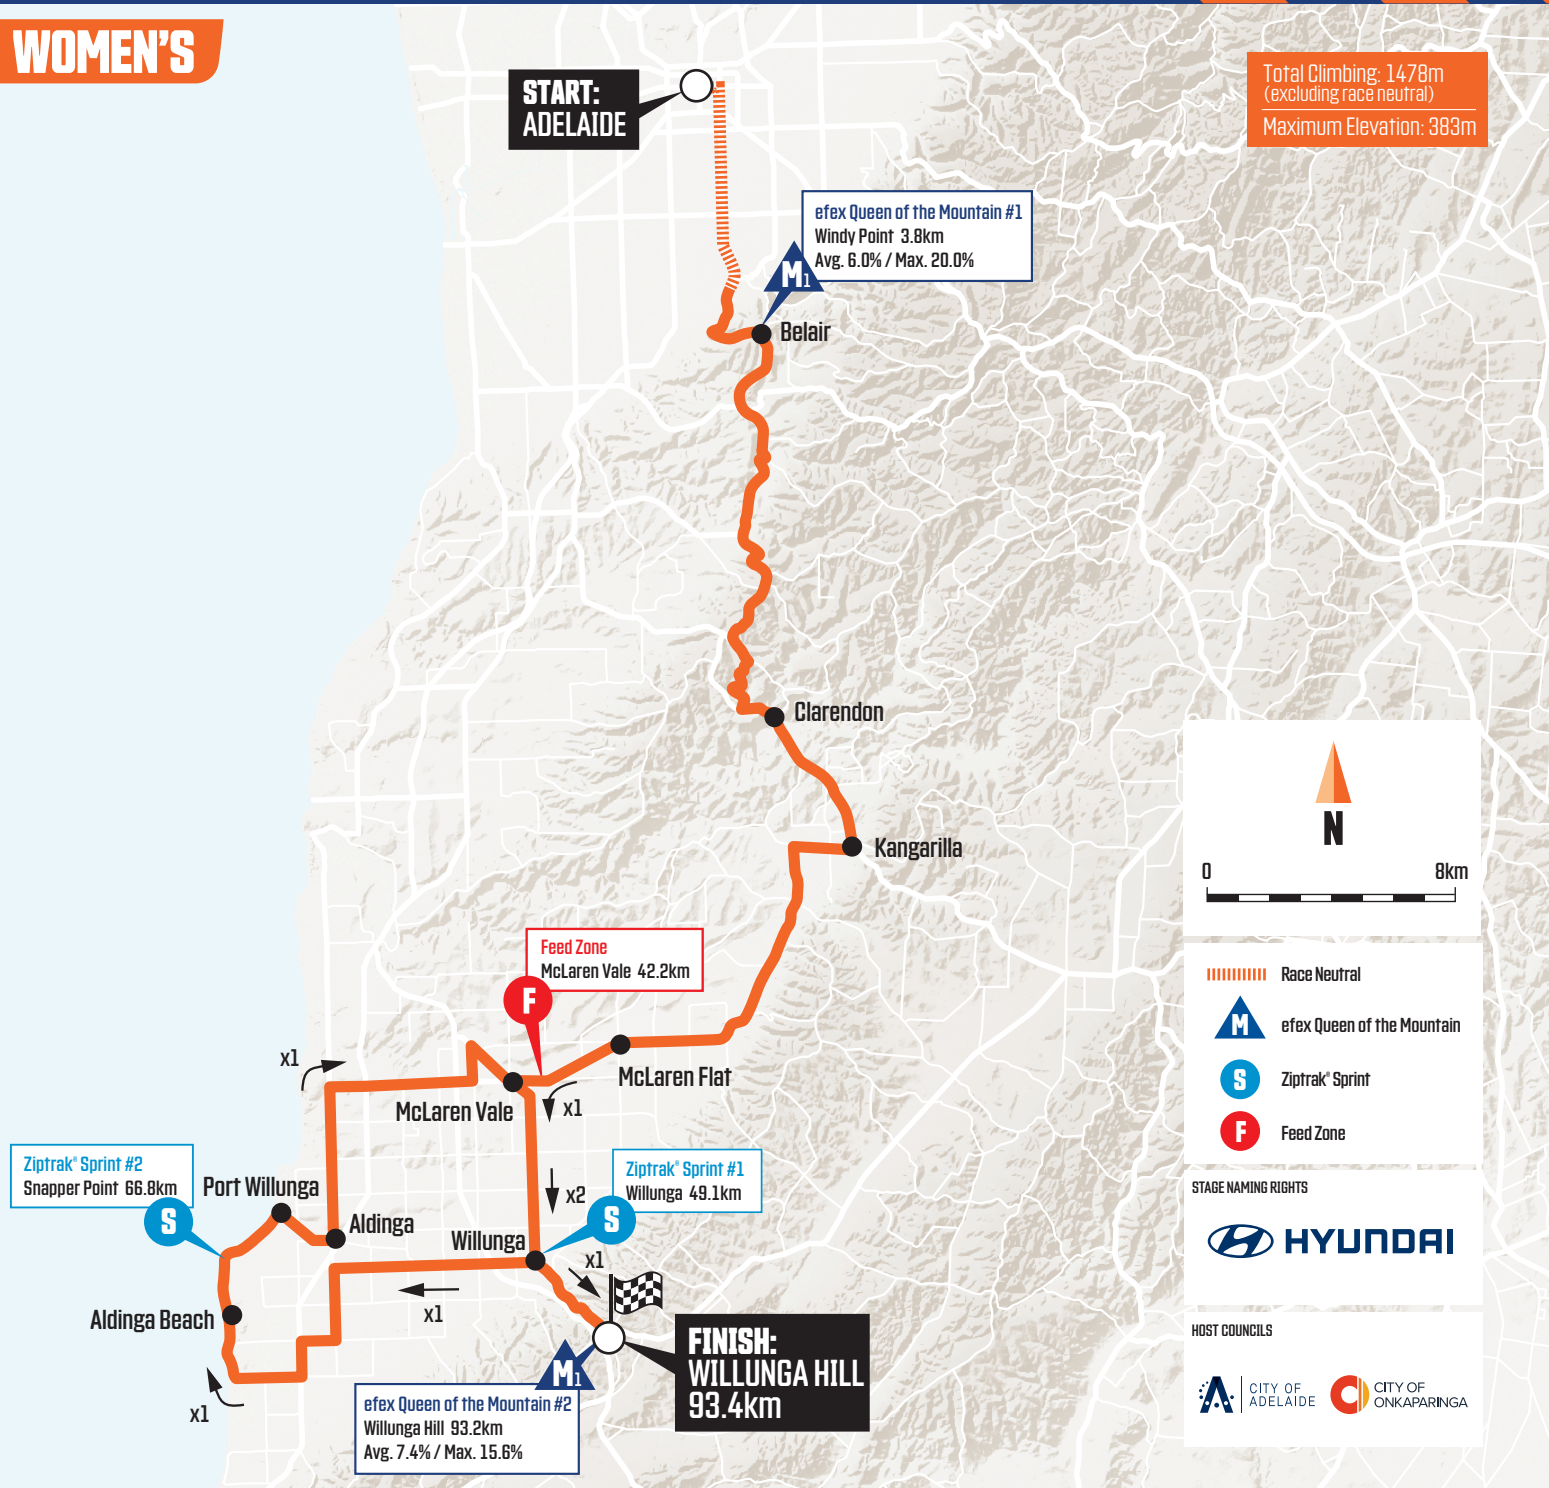 WOMEN'S
START:
ADELAIDE
Total Climbing: 1478m
(excluding race neutral)
Maximum Elevation: 383m
efex Queen of the Mountain #1
Windy Point 3.8km
Avg. 6.0% / Max. 20.0%
M1
Belair
Clarendon
Kangarilla
N
0 8km
Feed Zone
McLaren Vale 42.2km
F
Race Neutral
M efex Queen of the Mountain
S Ziptrak® Sprint
F Feed Zone
x1
McLaren Flat
McLaren Vale
x1
Ziptrak® Sprint #2
Snapper Point 66.8km
S
Port Willunga
Ziptrak® Sprint #1
Willunga 49.1km
S
x2
Aldinga
Willunga
x1
x1
Aldinga Beach
x1
FINISH:
WILLUNGA HILL
93.4km
M1
efex Queen of the Mountain #2
Willunga Hill 93.2km
Avg. 7.4% / Max. 15.6%
STAGE NAMING RIGHTS
HYUNDAI
HOST COUNCILS
CITY OF
ADELAIDE
CITY OF
ONKAPARINGA